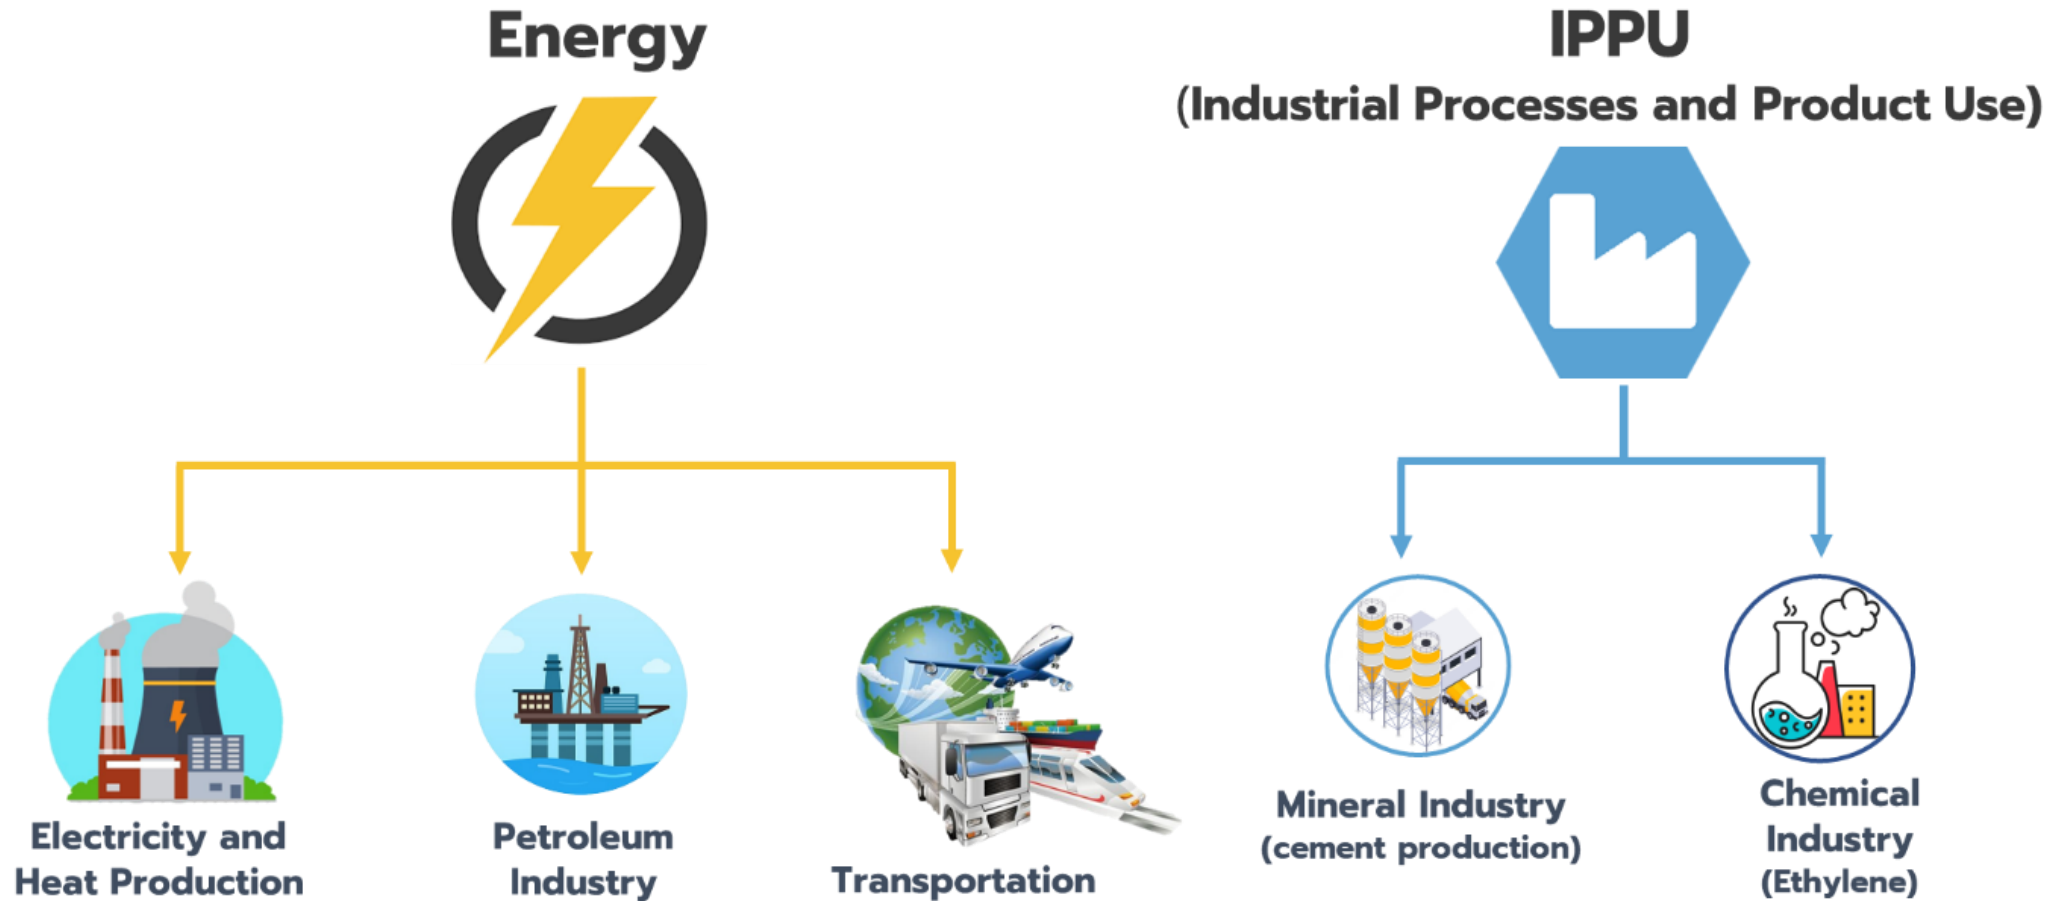 Energy
IPPU
(Industrial Processes and Product Use)
Electricity and
Heat Production
Petroleum
Industry
Transportation
Mineral Industry
(cement production)
Chemical
Industry
(Ethylene)